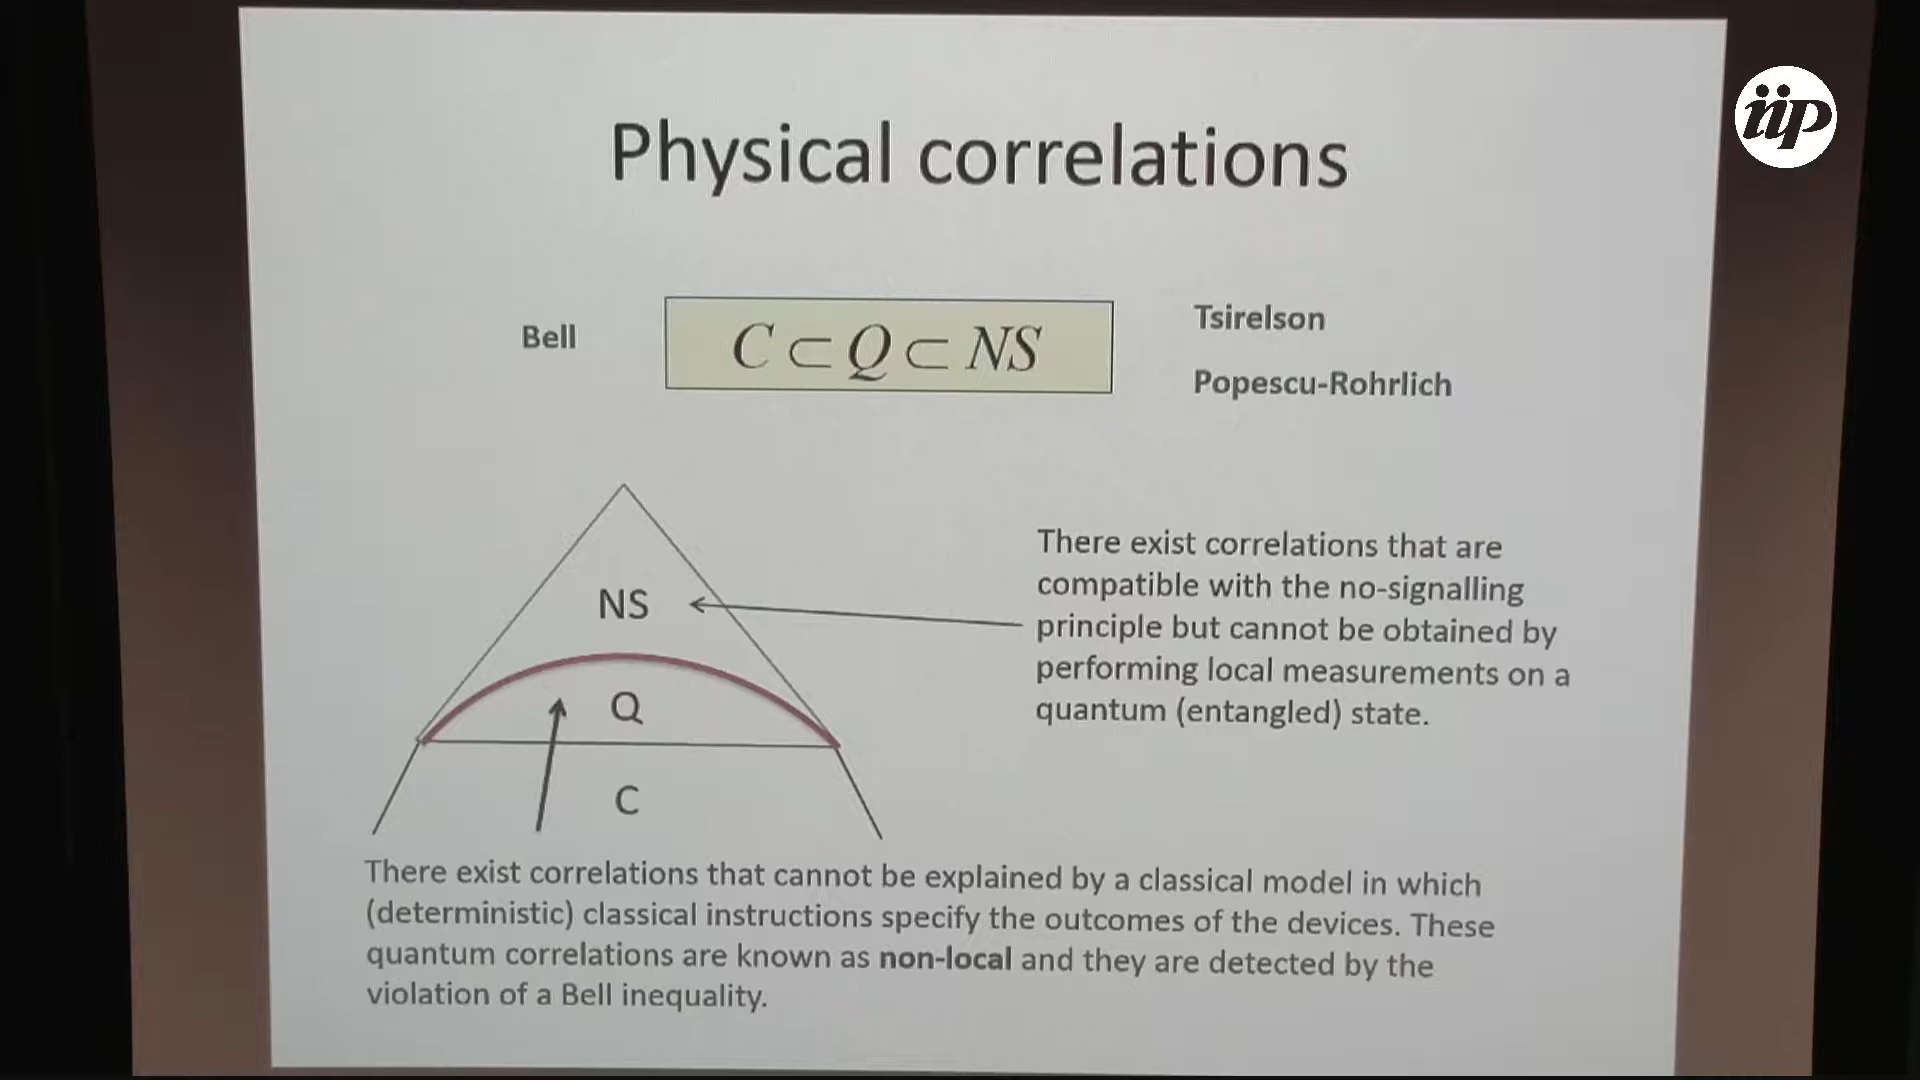 iip
Physical correlations
Bell
C ⊂ Q ⊂ NS
Tsirelson
Popescu-Rohrlich
NS
Q
C
There exist correlations that are
compatible with the no-signalling
principle but cannot be obtained by
performing local measurements on a
quantum (entangled) state.
There exist correlations that cannot be explained by a classical model in which
(deterministic) classical instructions specify the outcomes of the devices. These
quantum correlations are known as non-local and they are detected by the
violation of a Bell inequality.